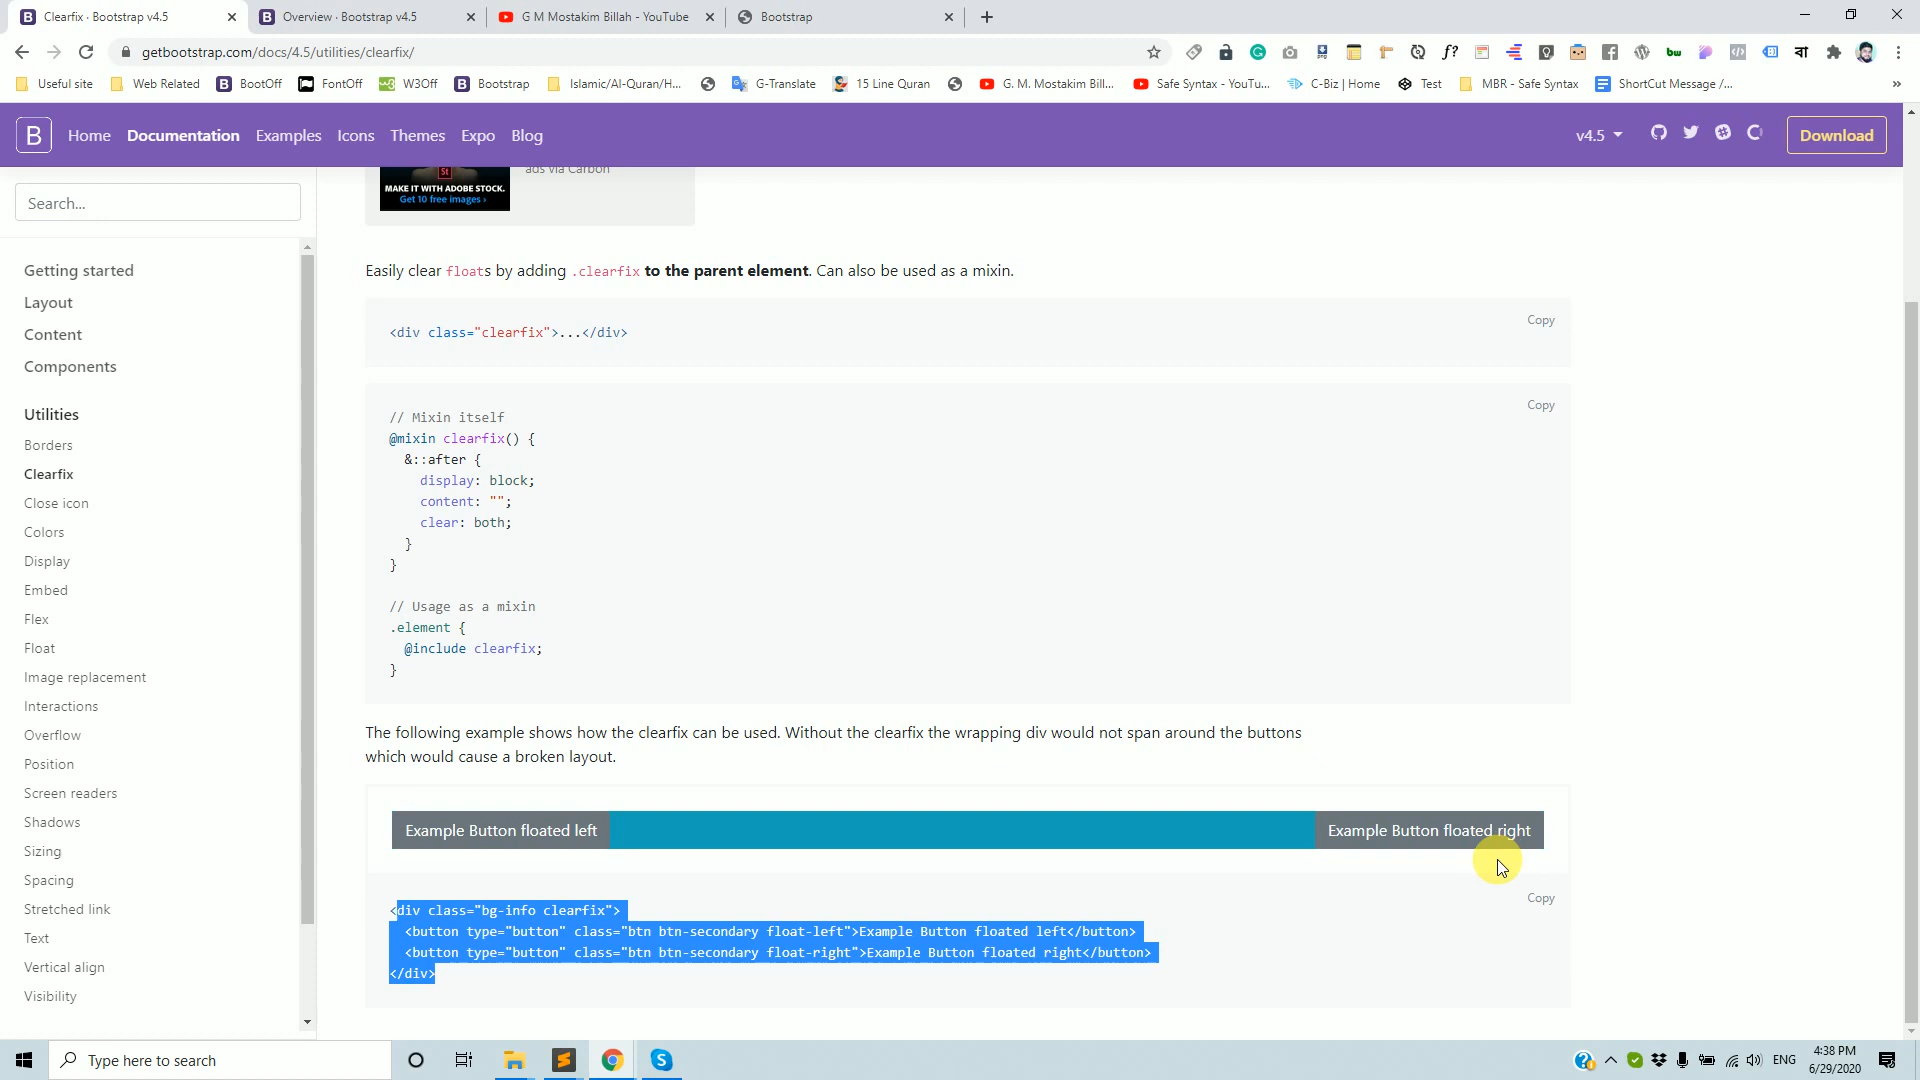 Clearfix · Bootstrap v4.5
Overview · Bootstrap v4.5
G M Mostakim Billah - YouTube
Bootstrap
getbootstrap.com/docs/4.5/utilities/clearfix/
Useful site
Web Related
BootOff
FontOff
W3Off
Bootstrap
Islamic/Al-Quran/H...
G-Translate
15 Line Quran
G. M. Mostakim Bill...
Safe Syntax - YouTu...
C-Biz | Home
Test
MBR - Safe Syntax
ShortCut Message /...
B
Home
Documentation
Examples
Icons
Themes
Expo
Blog
v4.5
Download
Search...
Getting started
Layout
Content
Components
Utilities
Borders
Clearfix
Close icon
Colors
Display
Embed
Flex
Float
Image replacement
Interactions
Overflow
Position
Screen readers
Shadows
Sizing
Spacing
Stretched link
Text
Vertical align
Visibility
St
MAKE IT WITH ADOBE STOCK.
Get 10 free images ›
ads via Carbon
Easily clear floats by adding .clearfix to the parent element. Can also be used as a mixin.
Copy
<div class="clearfix">...</div>
Copy
// Mixin itself
@mixin clearfix() {
  &::after {
    display: block;
    content: "";
    clear: both;
  }
}
// Usage as a mixin
.element {
  @include clearfix;
}
The following example shows how the clearfix can be used. Without the clearfix the wrapping div would not span around the buttons
which would cause a broken layout.
Example Button floated left
Example Button floated right
Copy
<div class="bg-info clearfix">
  <button type="button" class="btn btn-secondary float-left">Example Button floated left</button>
  <button type="button" class="btn btn-secondary float-right">Example Button floated right</button>
</div>
Type here to search
ENG
4:38 PM
6/29/2020